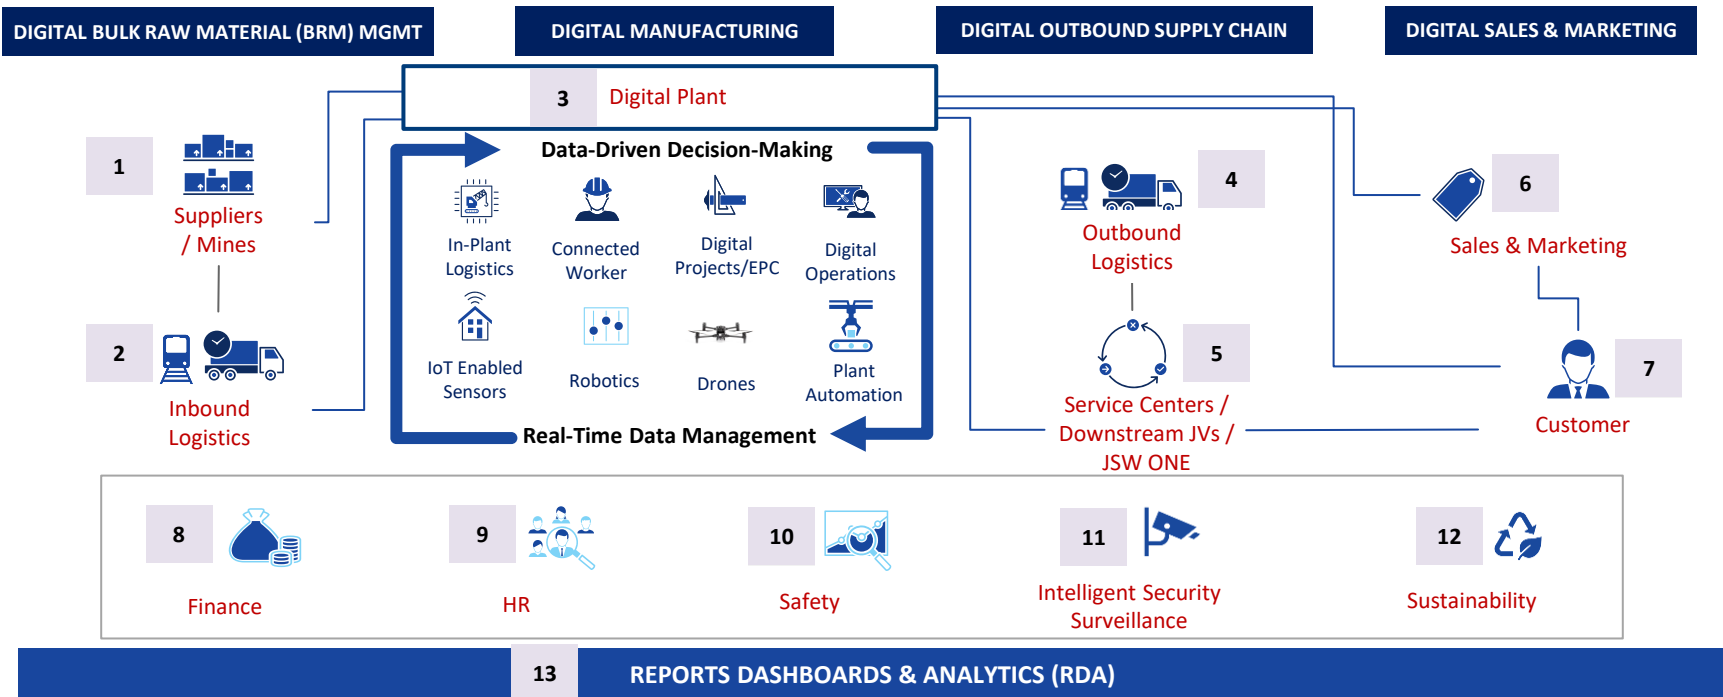 DIGITAL BULK RAW MATERIAL (BRM) MGMT
DIGITAL MANUFACTURING
DIGITAL OUTBOUND SUPPLY CHAIN
DIGITAL SALES & MARKETING
3
Digital Plant
1
Suppliers
/ Mines
2
Inbound
Logistics
Data-Driven Decision-Making
In-Plant
Logistics
Connected
Worker
Digital
Projects/EPC
Digital
Operations
IoT Enabled
Sensors
Robotics
Drones
Plant
Automation
Real-Time Data Management
4
Outbound
Logistics
5
Service Centers /
Downstream JVs /
JSW ONE
6
Sales & Marketing
7
Customer
8
Finance
9
HR
10
Safety
11
Intelligent Security
Surveillance
12
Sustainability
13
REPORTS DASHBOARDS & ANALYTICS (RDA)